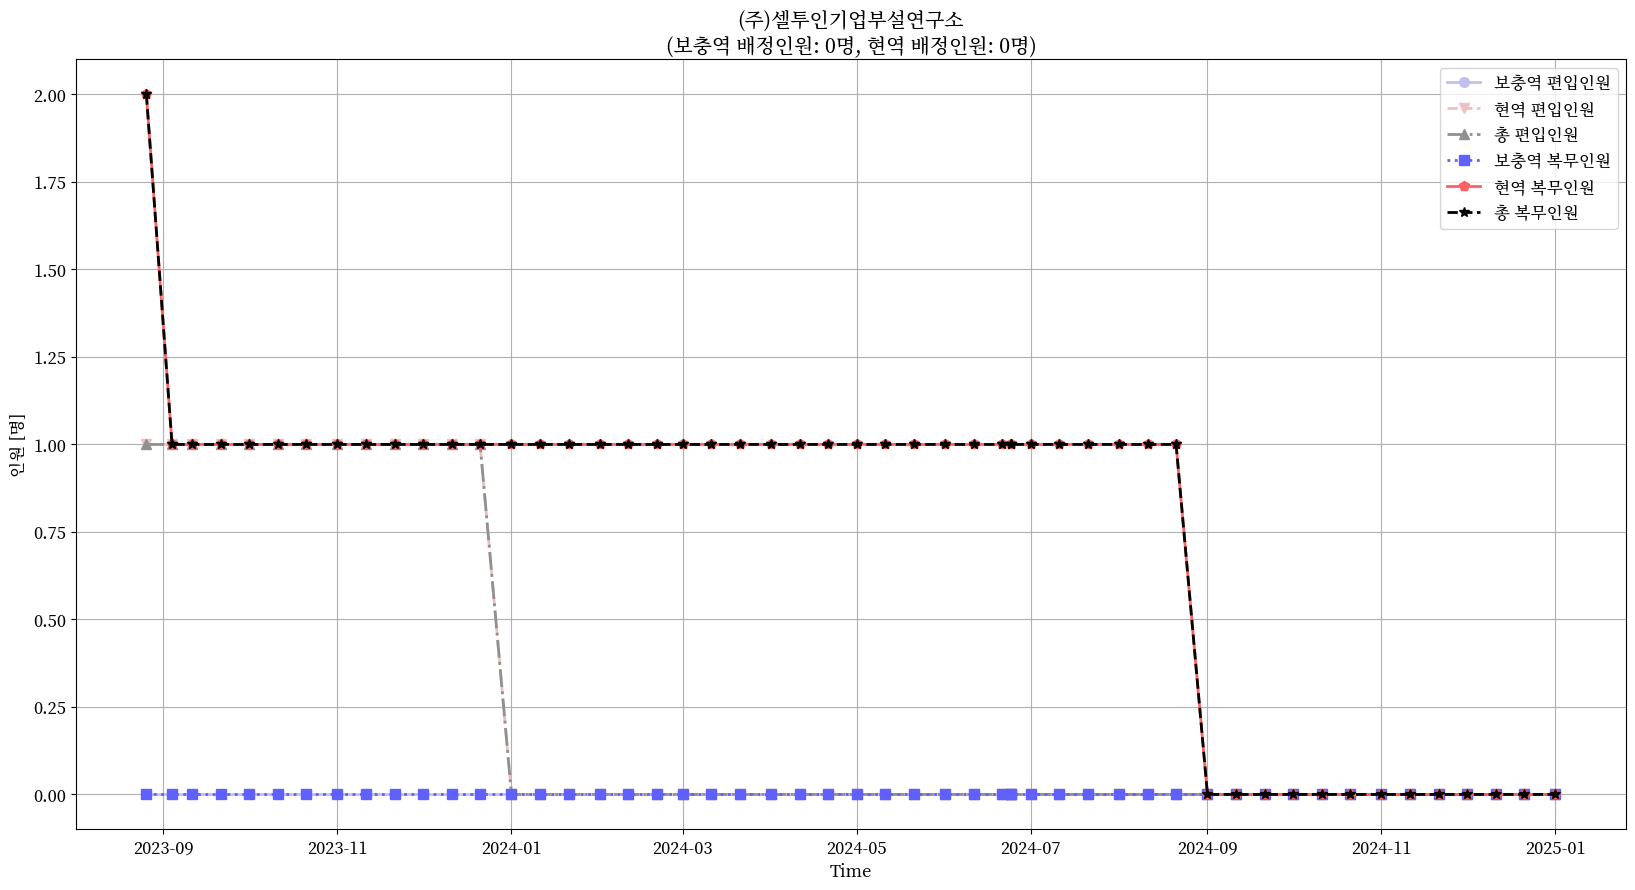 (주)셀투인기업부설연구소
(보충역 배정인원: 0명, 현역 배정인원: 0명)
보충역 편입인원
현역 편입인원
총 편입인원
보충역 복무인원
현역 복무인원
총 복무인원
2.00
1.75
1.50
1.25
1.00
0.75
0.50
0.25
0.00
인원 [명]
2023-09 2023-11 2024-01 2024-03 2024-05 2024-07 2024-09 2024-11 2025-01
Time